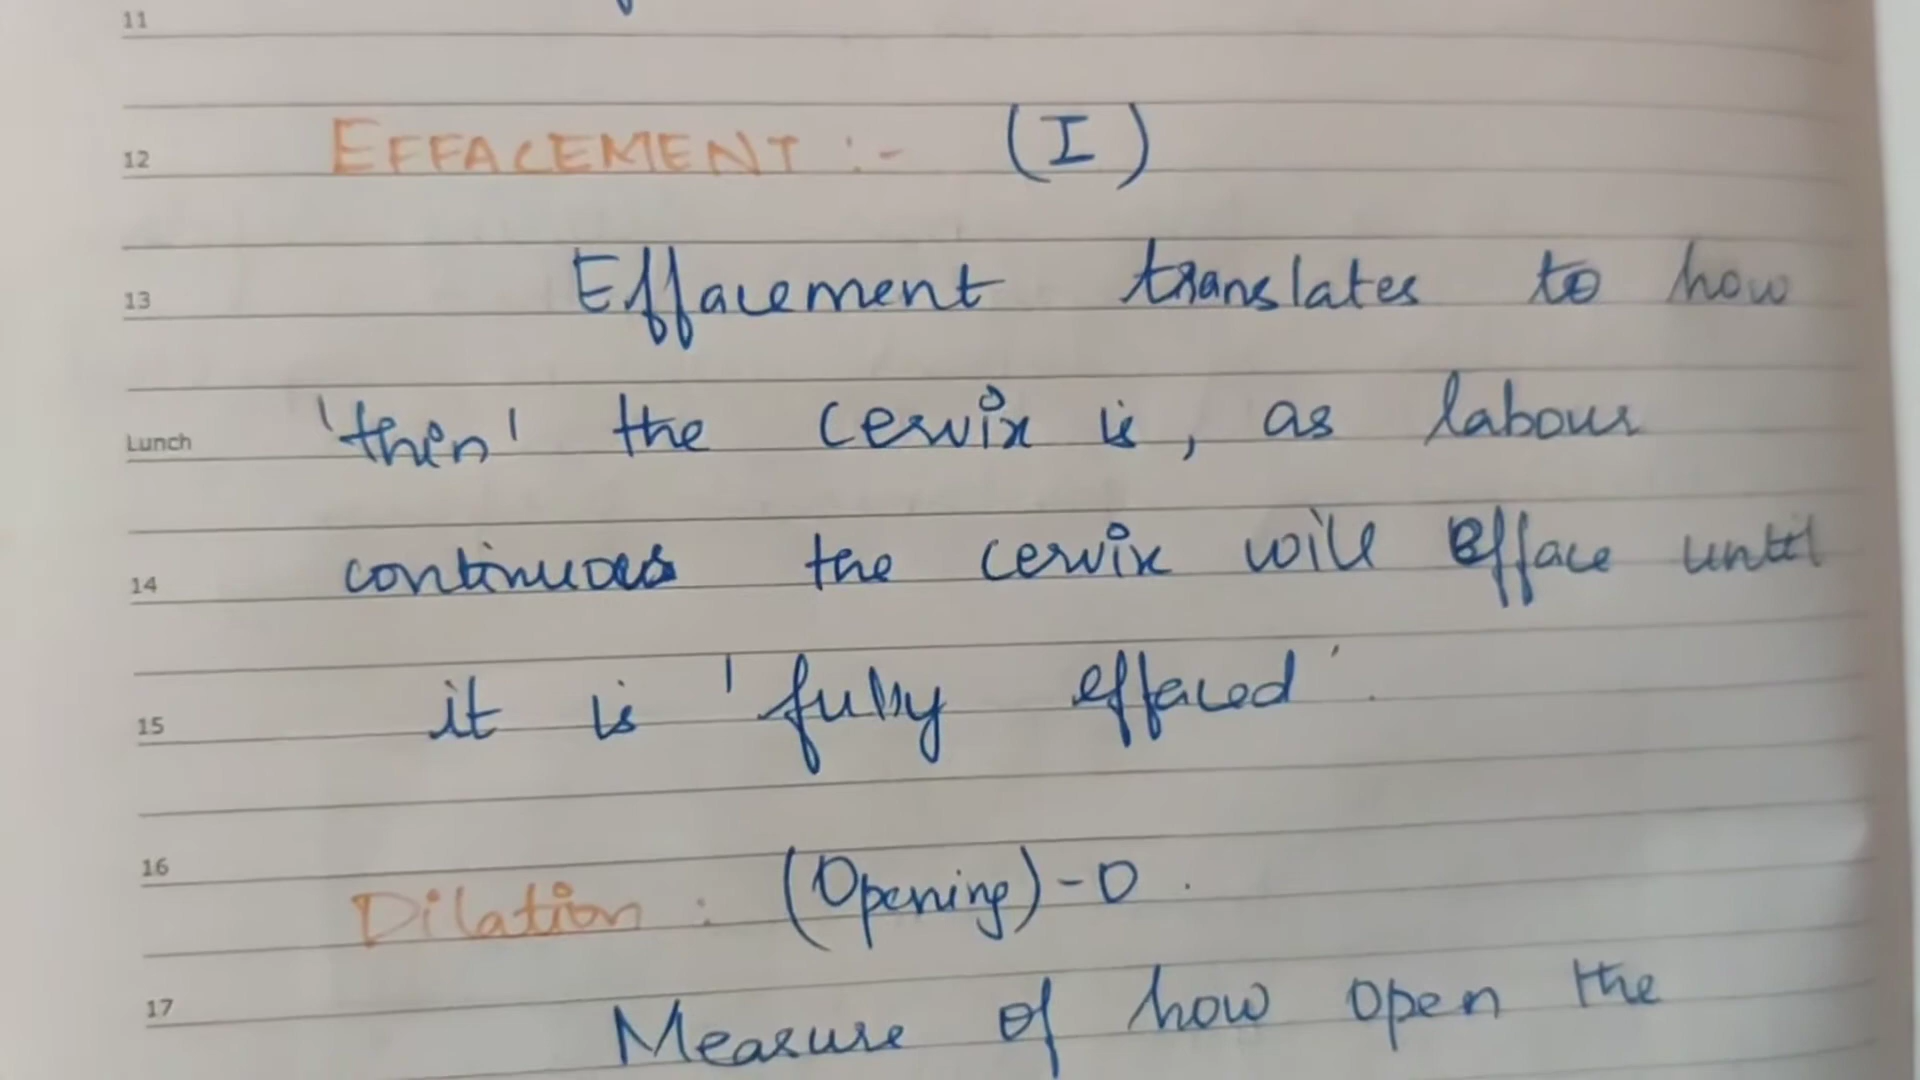 11
12 EFFACEMENT :- (I)
13 Effacement translates to how
Lunch 'thin' the cervix is, as labour
14 continuous the cervix will efface until
15 it is 'fully effaced'.
16
Dilation : (Opening) - O.
17 Measure of how open the